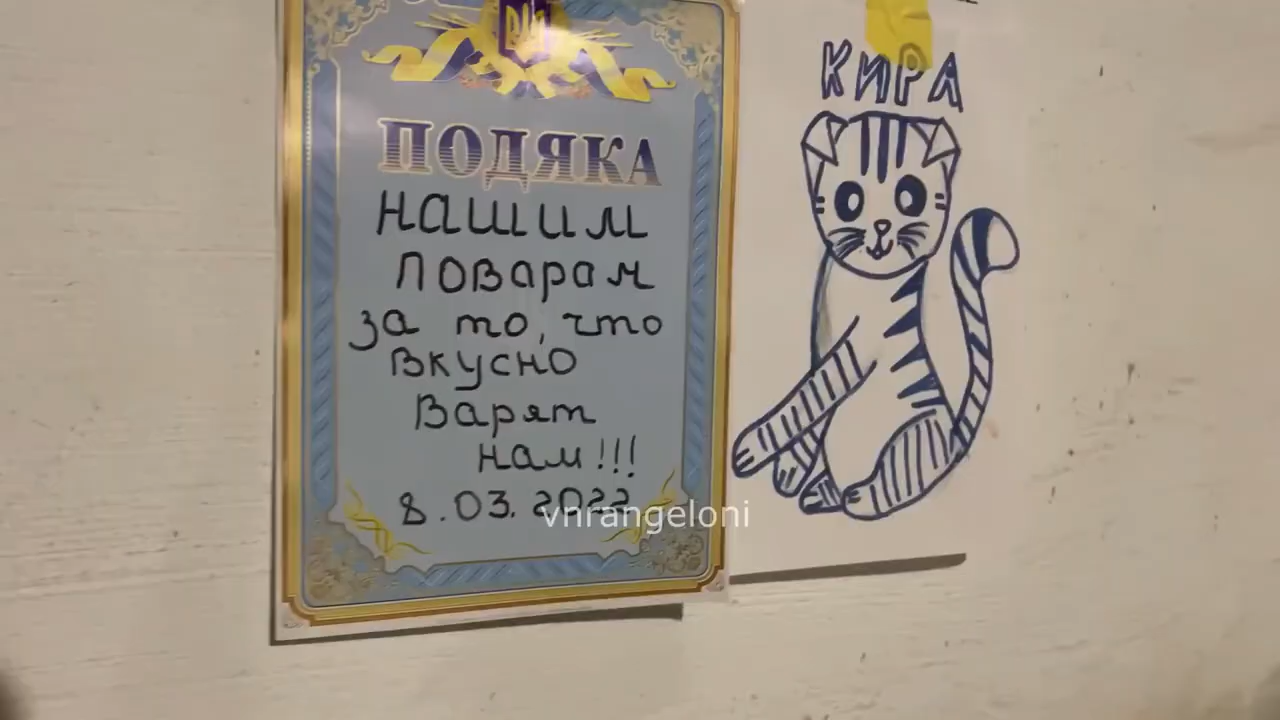 ПОДЯКА
нашим
поварам
за то, что
вкусно
варят
нам!!!
8.03.2022
КИРА
vnrangeloni